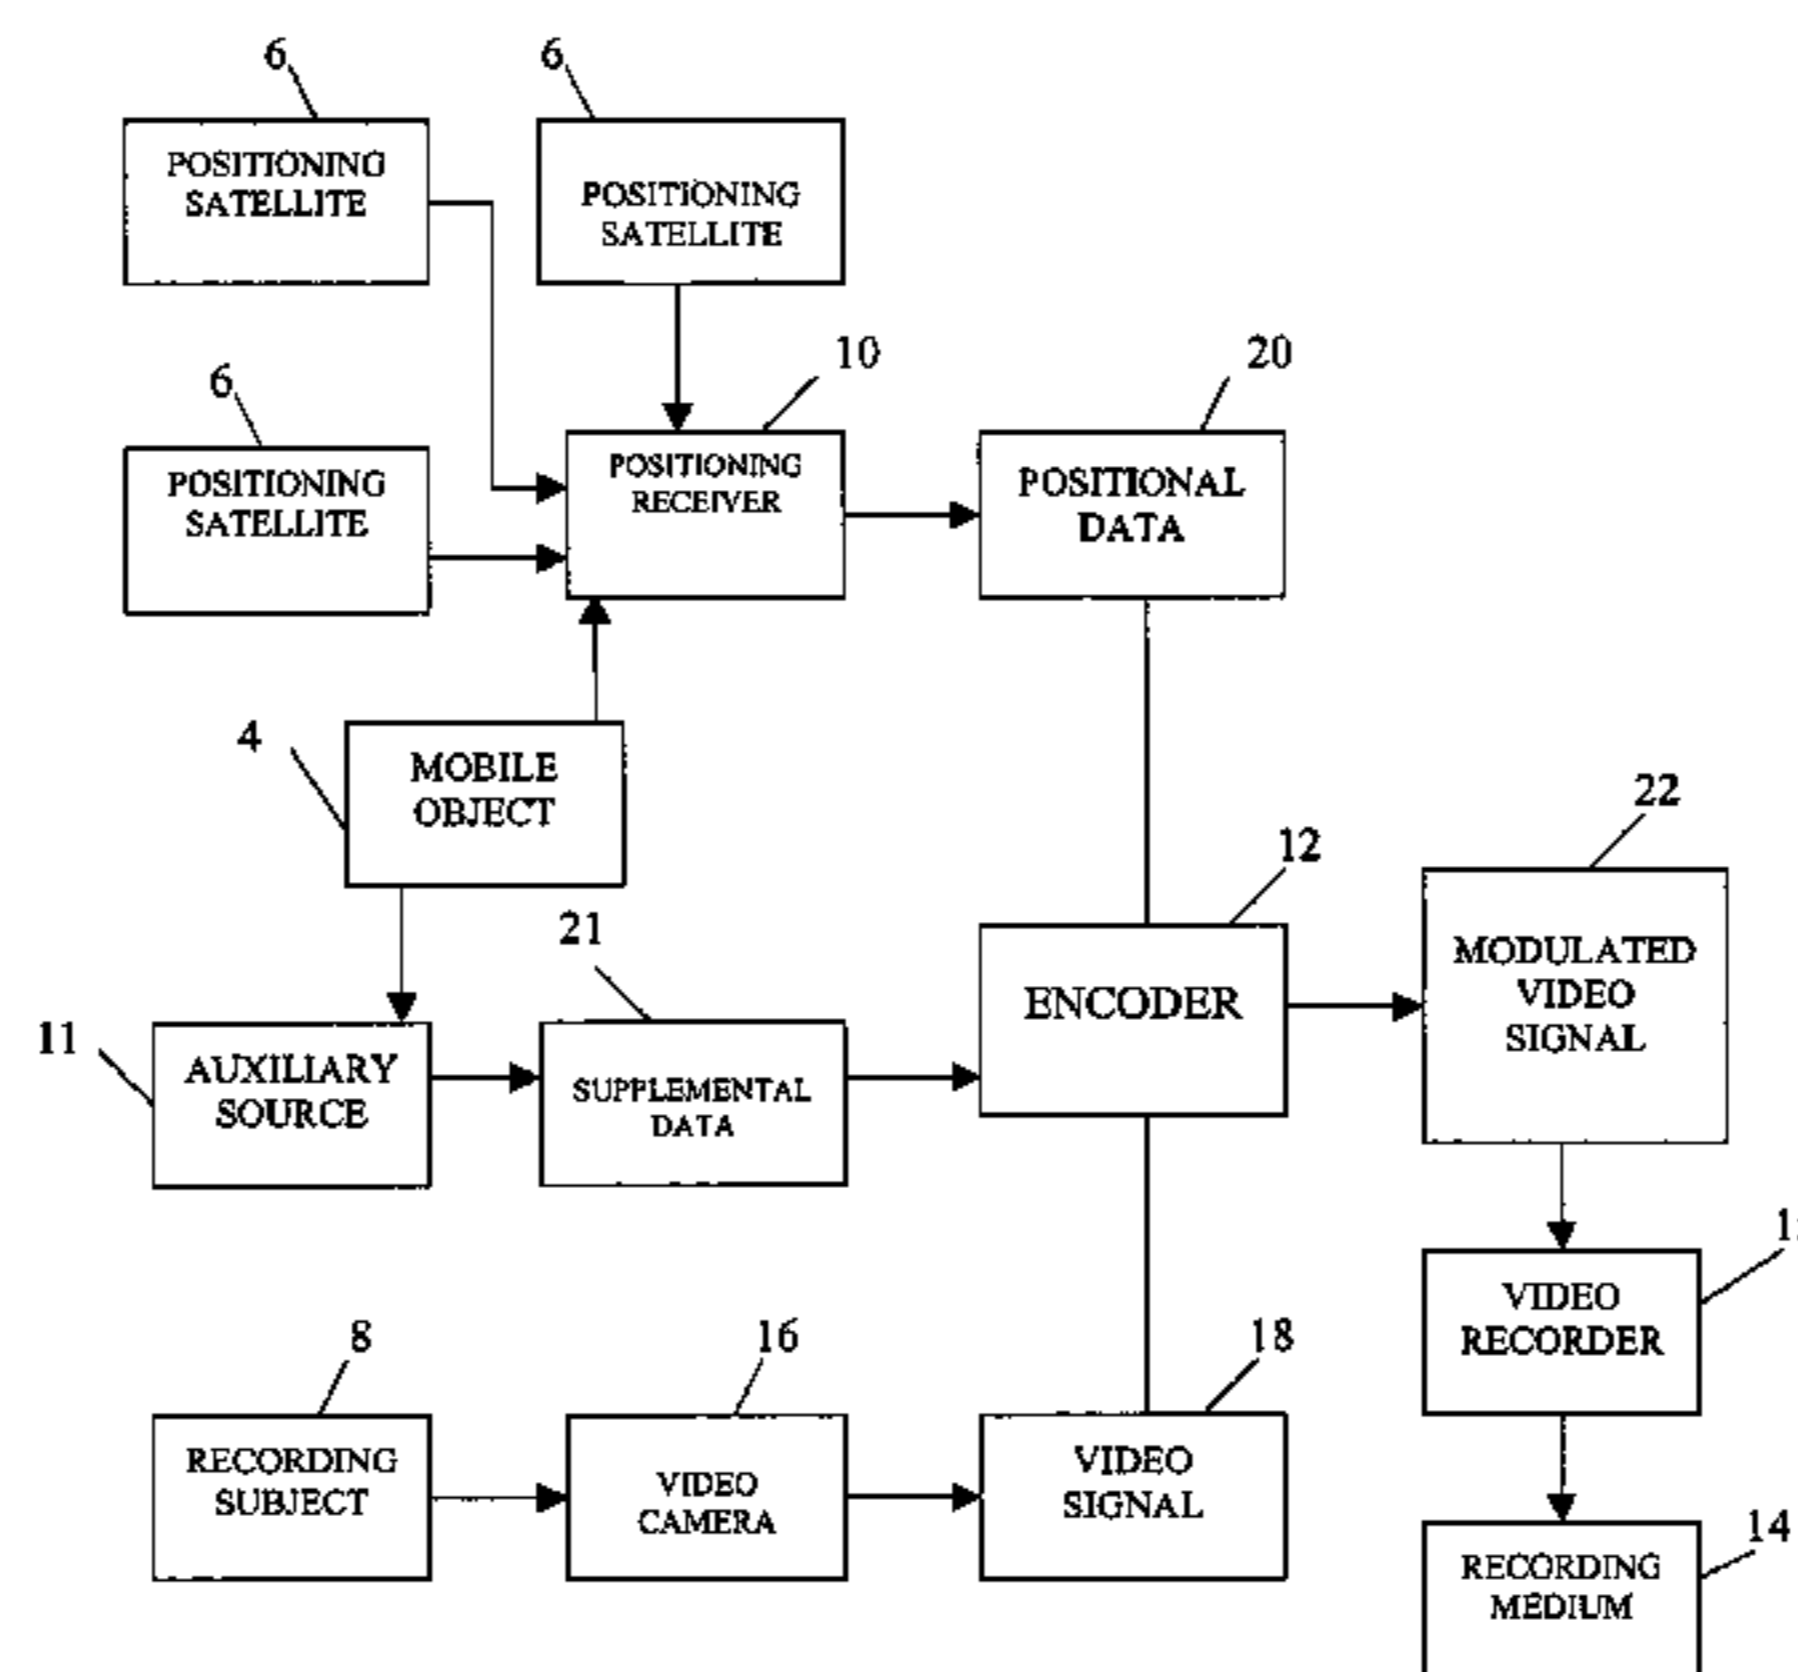 6
6
POSITIONING
SATELLITE
POSITIONING
SATELLITE
10
20
6
POSITIONING
SATELLITE
POSITIONING
RECEIVER
POSITIONAL
DATA
4
MOBILE
OBJECT
22
12
21
MODULATED
VIDEO
SIGNAL
ENCODER
11
AUXILIARY
SOURCE
SUPPLEMENTAL
DATA
VIDEO
RECORDER
8
16
18
RECORDING
SUBJECT
VIDEO
CAMERA
VIDEO
SIGNAL
14
RECORDING
MEDIUM